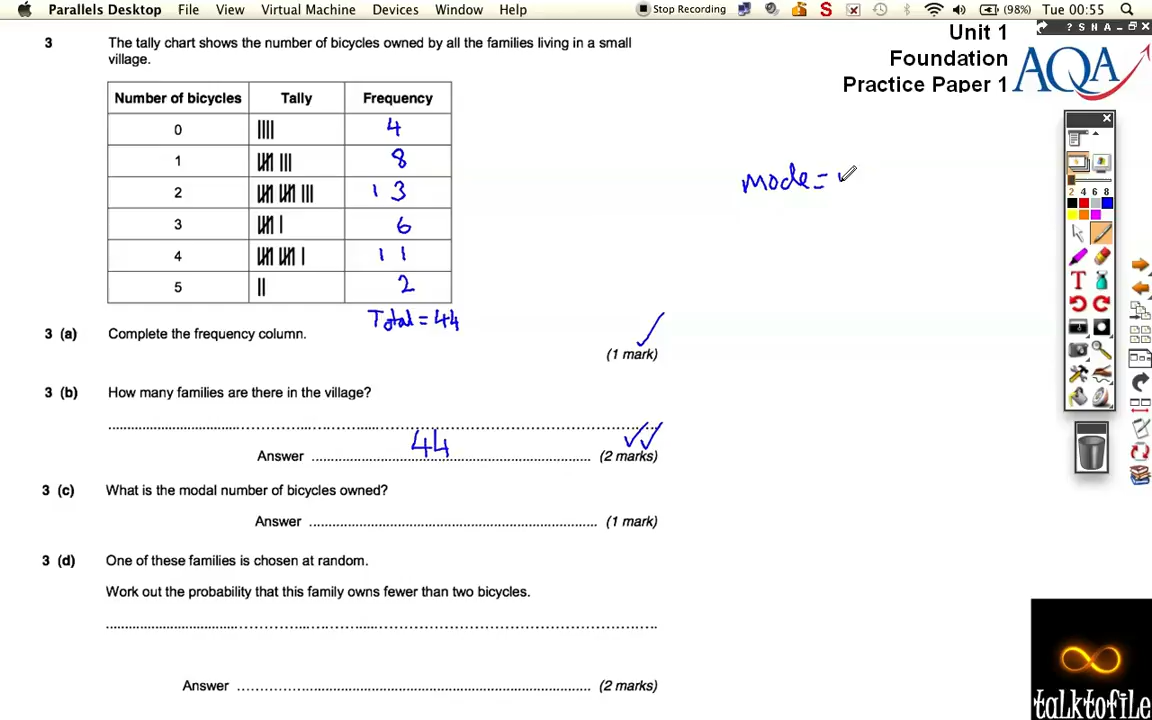 Parallels Desktop File View Virtual Machine Devices Window Help Stop Recording S (98%) Tue 00:55
? S N A
Unit 1
Foundation
Practice Paper 1
AQA
3 The tally chart shows the number of bicycles owned by all the families living in a small
village.
Number of bicycles Tally Frequency
0 4
1 8
2 13
3 6
4 11
5 2
Total = 44
3 (a) Complete the frequency column.
(1 mark)
3 (b) How many families are there in the village?
44
Answer (2 marks)
3 (c) What is the modal number of bicycles owned?
Answer (1 mark)
3 (d) One of these families is chosen at random.
Work out the probability that this family owns fewer than two bicycles.
Answer (2 marks)
mode =
2 4 6 8
T
talktofile